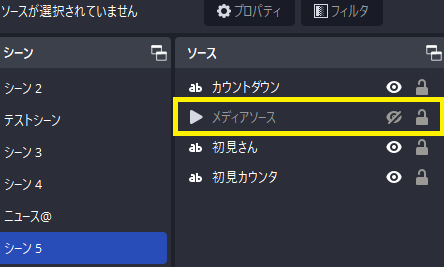 ソースが選択されていません
プロパティ
フィルタ
シーン
ソース
シーン 2
テストシーン
シーン 3
シーン 4
ニュース@
シーン 5
ab カウントダウン
メディアソース
ab 初見さん
ab 初見カウンタ